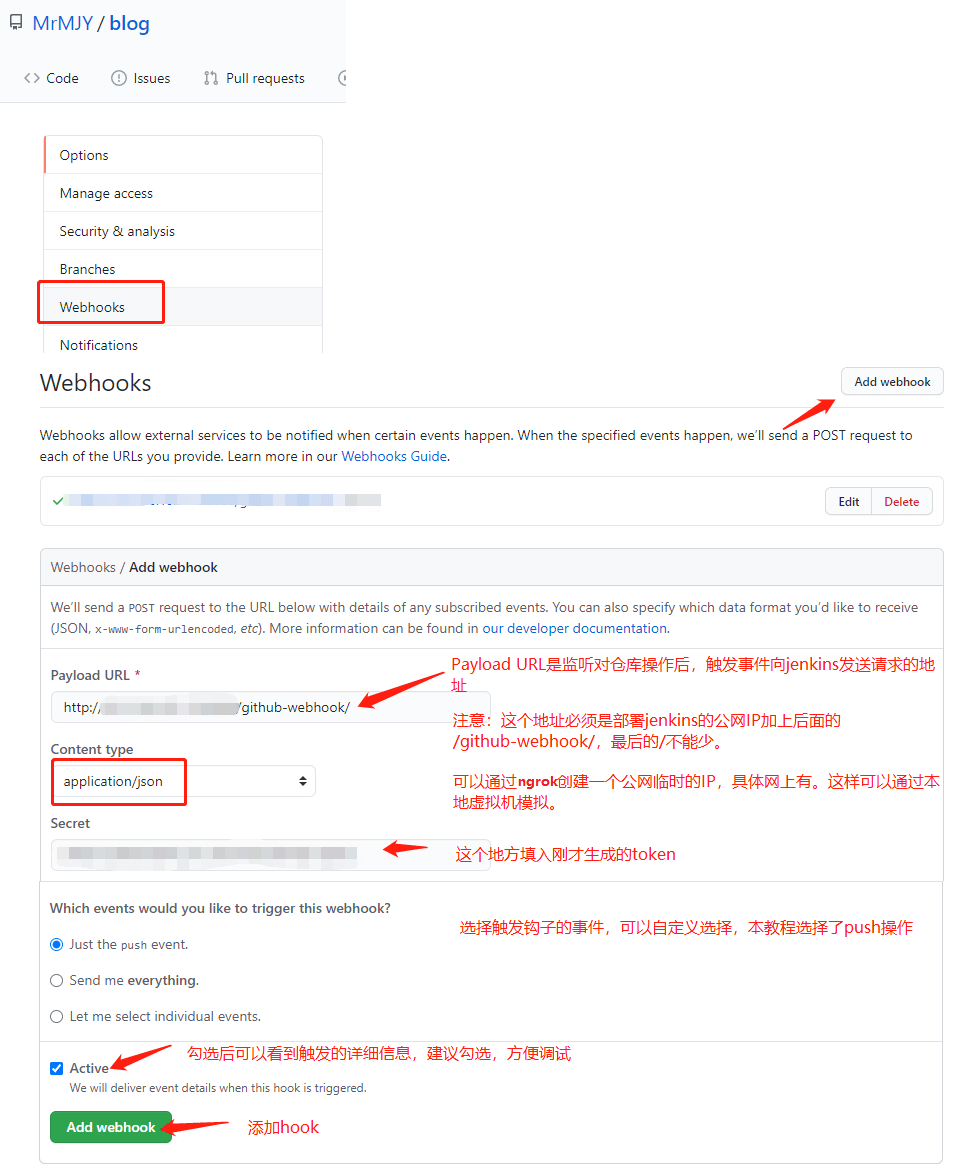 MrMJY / blog
Code Issues Pull requests
Options
Manage access
Security & analysis
Branches
Webhooks
Notifications
Webhooks
Add webhook
Webhooks allow external services to be notified when certain events happen. When the specified events happen, we'll send a POST request to
each of the URLs you provide. Learn more in our Webhooks Guide.
Edit Delete
Webhooks / Add webhook
We'll send a POST request to the URL below with details of any subscribed events. You can also specify which data format you'd like to receive
(JSON, x-www-form-urlencoded, etc). More information can be found in our developer documentation.
Payload URL *
Payload URL是监听对仓库操作后，触发事件向jenkins发送请求的地
址
http:/ /github-webhook/
注意：这个地址必须是部署jenkins的公网IP加上后面的
/github-webhook/，最后的/不能少。
Content type
application/json
可以通过ngrok创建一个公网临时的IP，具体网上有。这样可以通过本
地虚拟机模拟。
Secret
这个地方填入刚才生成的token
Which events would you like to trigger this webhook?
选择触发钩子的事件，可以自定义选择，本教程选择了push操作
Just the push event.
Send me everything.
Let me select individual events.
勾选后可以看到触发的详细信息，建议勾选，方便调试
Active
We will deliver event details when this hook is triggered.
Add webhook
添加hook